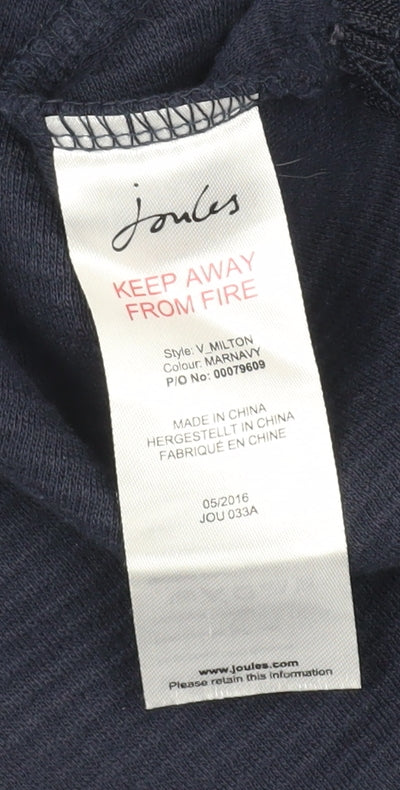 Joules
KEEP AWAY
FROM FIRE
Style: V_MILTON
Colour: MARNAVY
P/O No: 00079609
MADE IN CHINA
HERGESTELLT IN CHINA
FABRIQUÉ EN CHINE
05/2016
JOU 033A
www.joules.com
Please retain this information